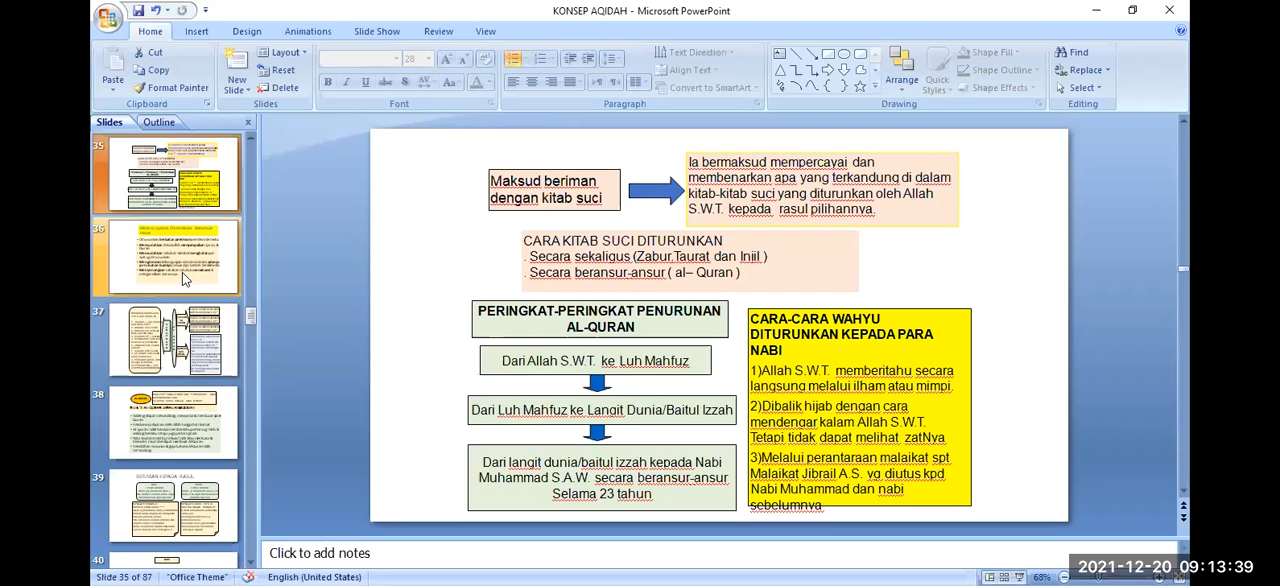 KONSEP AQIDAH - Microsoft PowerPoint
Home Insert Design Animations Slide Show Review View
Cut
Copy
Format Painter
Paste
Clipboard
New
Slide
Layout
Reset
Delete
Slides
28
Font
Text Direction
Align Text
Convert to SmartArt
Paragraph
Arrange
Quick
Styles
Shape Fill
Shape Outline
Shape Effects
Drawing
Find
Replace
Select
Editing
Slides Outline
35
36
37
38
39
40
Maksud beriman
dengan kitab suci
Ia bermaksud mempercayai dan
membenarkan apa yang terkandung di dalam
kitab-kitab suci yang diturunkan oleh Allah
S.W.T. kepada rasul pilihannya.
CARA KITAB SUCI DITURUNKAN
. Secara sekaligus (Zabur.Taurat dan Injil )
. Secara beransur-ansur ( al– Quran )
PERINGKAT-PERINGKAT PENURUNAN
AL-QURAN
Dari Allah S.W.T. ke Luh Mahfuz
Dari Luh Mahfuz ke Langit Dunia/Baitul Izzah
Dari langit dunia/baitul izzah kepada Nabi
Muhammad S.A.W. secara beransur-ansur
Selama 23 tahun
CARA-CARA WAHYU
DITURUNKAN KEPADA PARA
NABI
1)Allah S.W.T. memberitahu secara
langsung melalui ilham atau mimpi.
2)Dibalik hijab dengan cara
mendengar kalam Allah S.W.T.
Tetapi tidak dapat melihat zatNya
3)Melalui perantaraan malaikat spt
Malaikat Jibrail A.S. yg diutus kpd
Nabi Muhammad dan nabi
sebelumnya
Click to add notes
Slide 35 of 87 "Office Theme" English (United States)
68%
2021-12-20 09:13:39